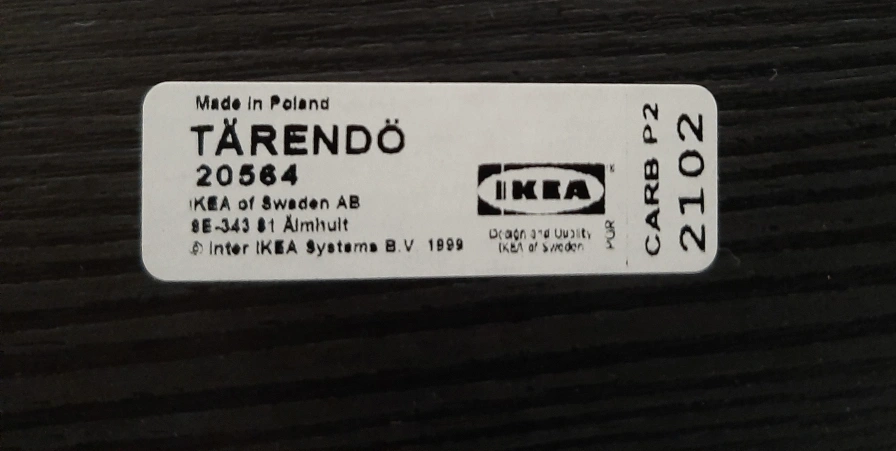 Made in Poland
TÄRENDÖ
20564
IKEA of Sweden AB
SE-343 81 Älmhult
© Inter IKEA Systems B.V. 1999
IKEA
Design and Quality
IKEA of Sweden
PUR
CARB P2
2102